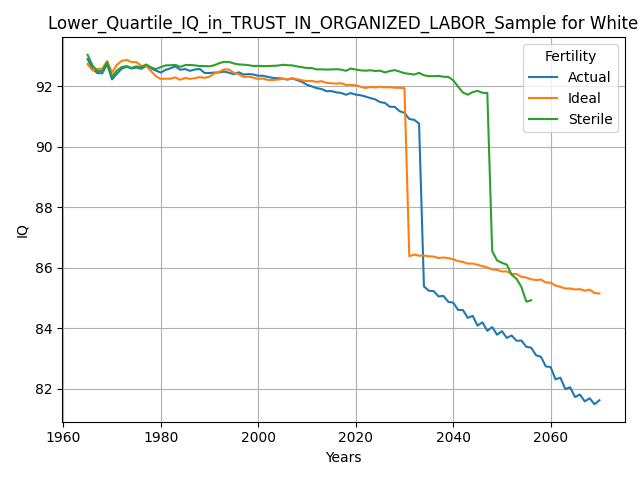 Lower_Quartile_IQ_in_TRUST_IN_ORGANIZED_LABOR_Sample for White
Fertility
Actual
Ideal
Sterile
92
90
88
86
84
82
IQ
1960
1980
2000
2020
2040
2060
Years